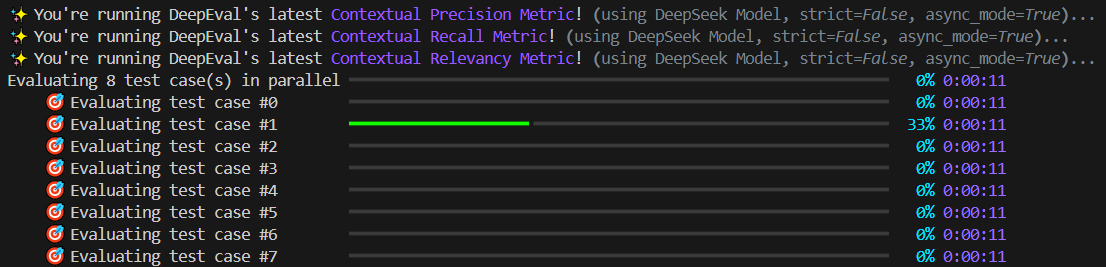 ✨ You're running DeepEval's latest Contextual Precision Metric! (using DeepSeek Model, strict=False, async_mode=True)...
✨ You're running DeepEval's latest Contextual Recall Metric! (using DeepSeek Model, strict=False, async_mode=True)...
✨ You're running DeepEval's latest Contextual Relevancy Metric! (using DeepSeek Model, strict=False, async_mode=True)...
Evaluating 8 test case(s) in parallel 0% 0:00:11
🎯 Evaluating test case #0 0% 0:00:11
🎯 Evaluating test case #1 33% 0:00:11
🎯 Evaluating test case #2 0% 0:00:11
🎯 Evaluating test case #3 0% 0:00:11
🎯 Evaluating test case #4 0% 0:00:11
🎯 Evaluating test case #5 0% 0:00:11
🎯 Evaluating test case #6 0% 0:00:11
🎯 Evaluating test case #7 0% 0:00:11